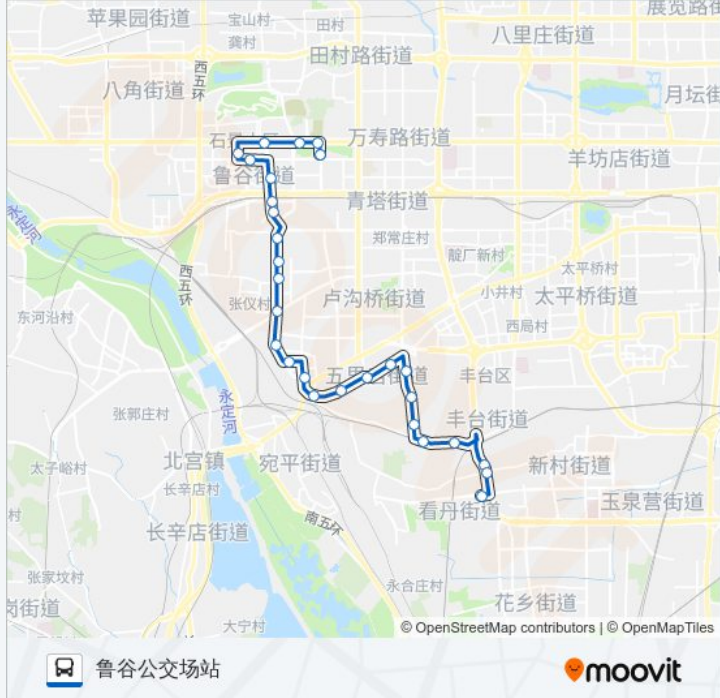 展览路街
苹果园街道
宝山村
田村
龚村
八里庄街道
田村路街道
西五环
八角街道
月坛街
石景山区
万寿路街道
羊坊店街道
鲁谷街道
青塔街道
永定河
郑常庄村
靛厂新村
太平桥村
西五环
小井村
太平桥街道
张仪村
卢沟桥街道
东河沿村
西局村
五里店街道
丰台区
永定河
张郭庄村
丰台街道
北宫镇
宛平街道
新村街道
太子峪村
长辛店村
玉泉营街道
看丹街道
村
南五环
长辛店街道
张家坟村
永合庄村
岗街道
花乡街道
大宁村
© OpenStreetMap contributors | © OpenMapTiles
鲁谷公交场站
moovit